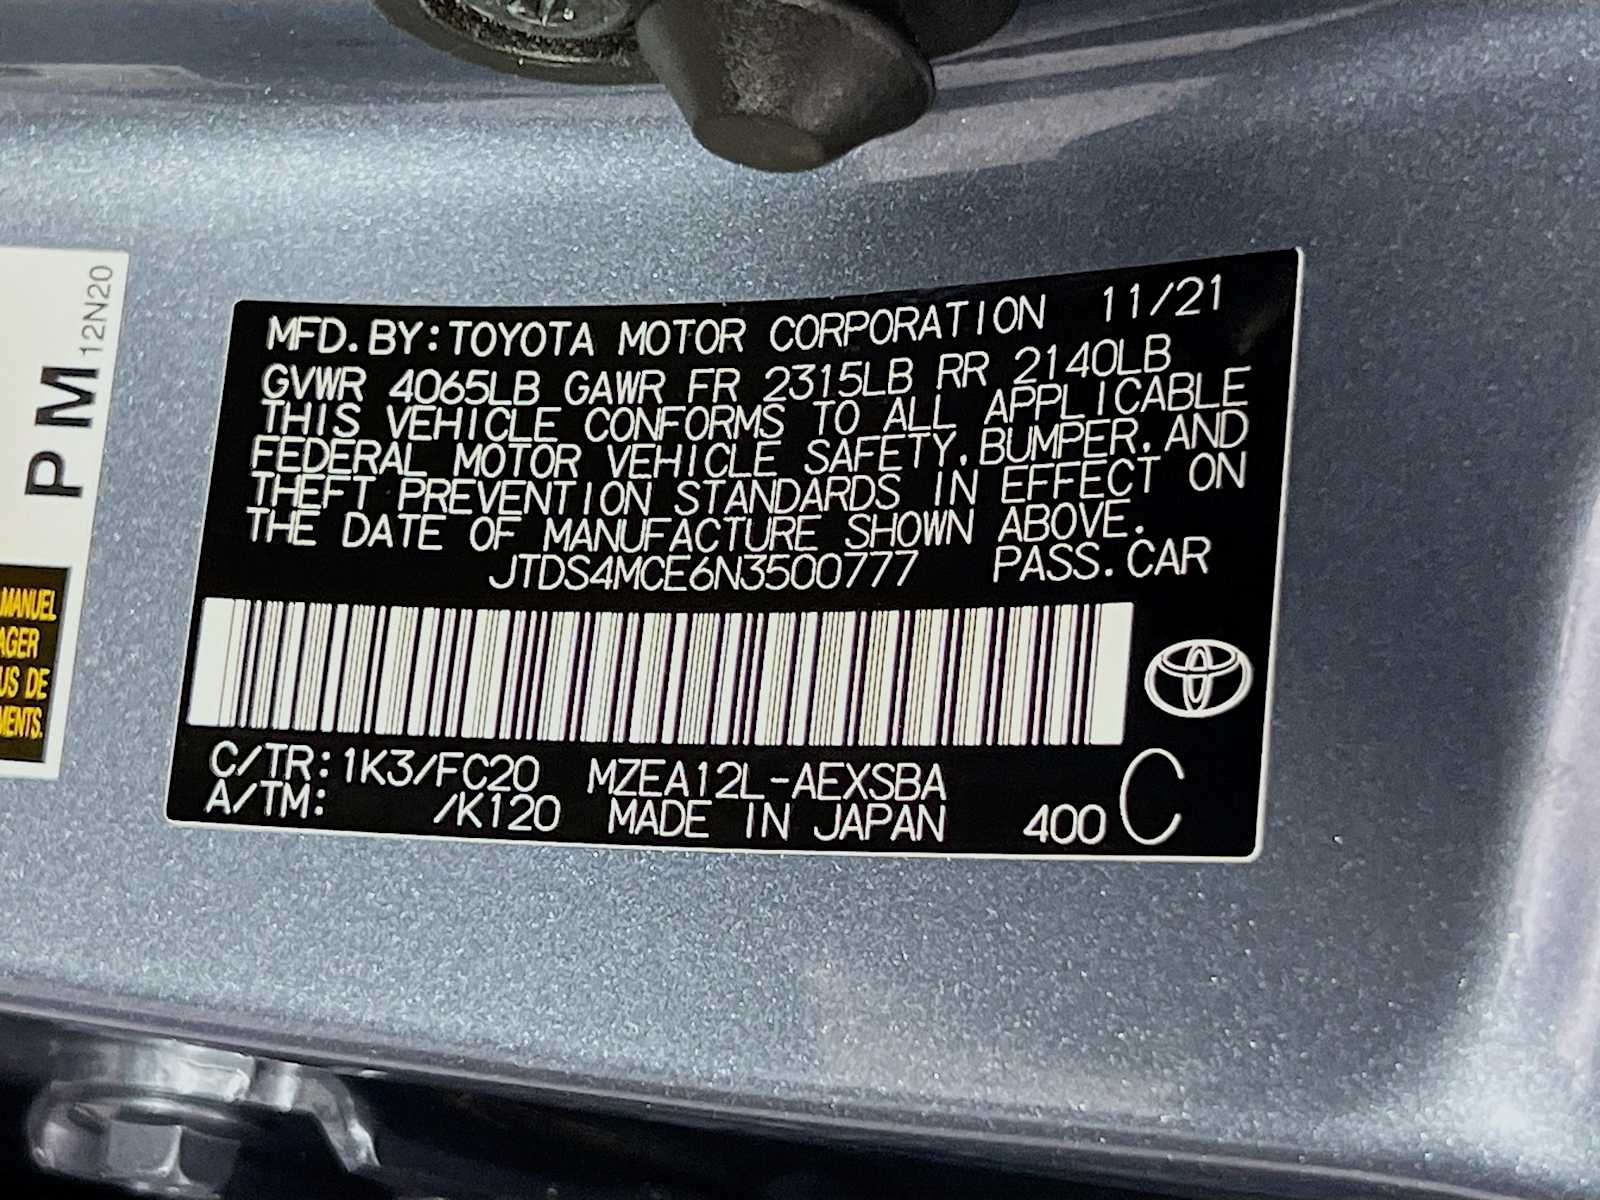 PM 12N20
MANUEL
AGER
US DE
MENTS.
MFD.BY:TOYOTA MOTOR CORPORATION 11/21
GVWR 4065LB GAWR FR 2315LB RR 2140LB
THIS VEHICLE CONFORMS TO ALL APPLICABLE
FEDERAL MOTOR VEHICLE SAFETY,BUMPER,AND
THEFT PREVENTION STANDARDS IN EFFECT ON
THE DATE OF MANUFACTURE SHOWN ABOVE.
JTDS4MCE6N3500777 PASS.CAR
C/TR:1K3/FC20 MZEA12L-AEXSBA
A/TM: /K120 MADE IN JAPAN 400 C